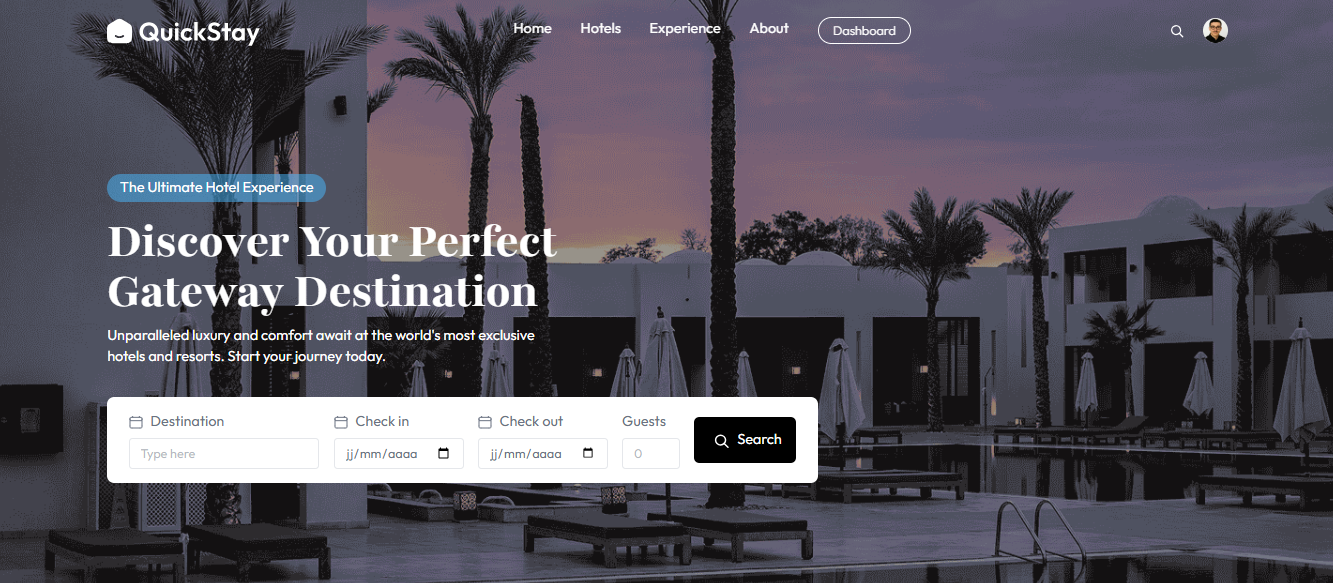 QuickStay
Home
Hotels
Experience
About
Dashboard
The Ultimate Hotel Experience
Discover Your Perfect
Gateway Destination
Unparalleled luxury and comfort await at the world's most exclusive
hotels and resorts. Start your journey today.
Destination
Check in
Check out
Guests
Type here
jj/mm/aaaa
jj/mm/aaaa
0
Search